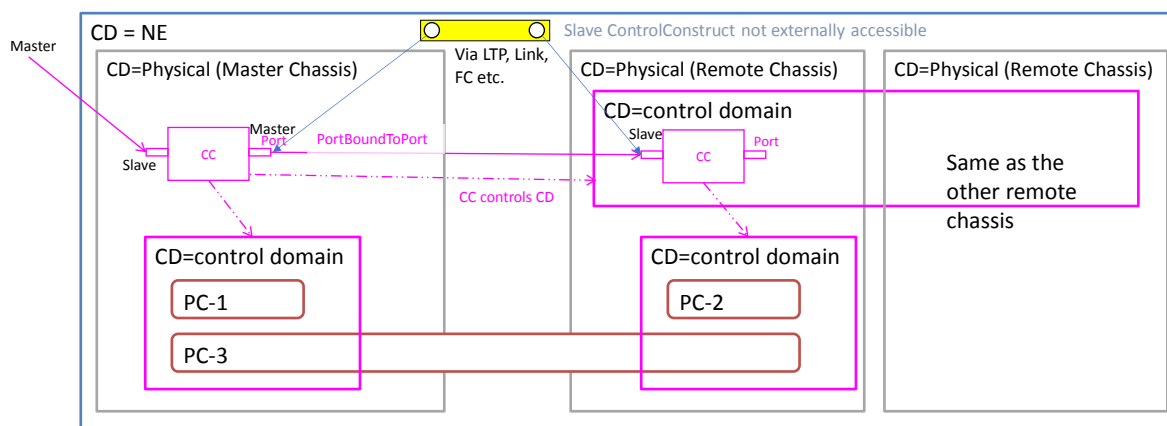 CD = NE
Slave ControlConstruct not externally accessible
Master
Via LTP, Link,
FC etc.
CD=Physical (Master Chassis)
CD=Physical (Remote Chassis)
CD=Physical (Remote Chassis)
CD=control domain
Master
Port
Slave
CC
PortBoundToPort
Slave
CC
Port
CC controls CD
Same as the
other remote
chassis
CD=control domain
PC-1
PC-3
CD=control domain
PC-2